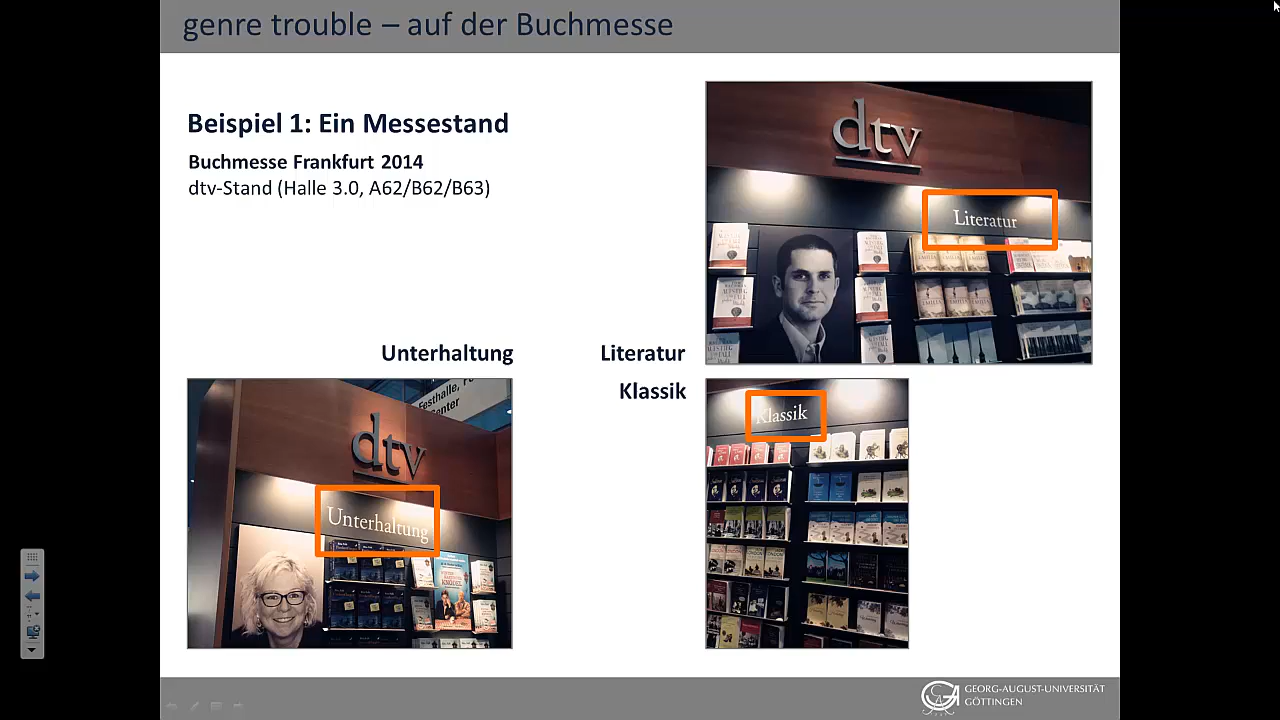 genre trouble – auf der Buchmesse
Beispiel 1: Ein Messestand
Buchmesse Frankfurt 2014
dtv-Stand (Halle 3.0, A62/B62/B63)
dtv
Literatur
Unterhaltung
Literatur
Klassik
Festhalle,
dtv
Unterhaltung
Klassik
GEORG-AUGUST-UNIVERSITÄT
GÖTTINGEN